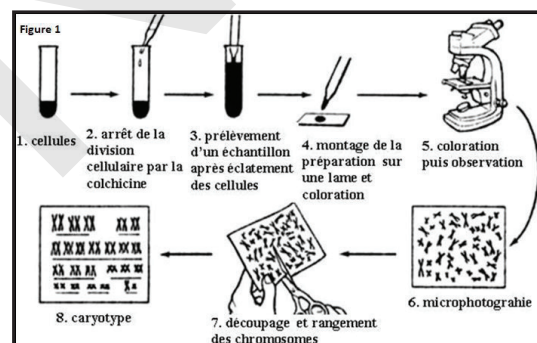 Figure 1
1. cellules
2. arrêt de la
division
cellulaire par la
colchicine
3. prélèvement
d'un échantillon
après éclatement
des cellules
4. montage de la
préparation sur
une lame et
coloration
5. coloration
puis observation
6. microphotograhie
7. découpage et rangement
des chromosomes
8. caryotype